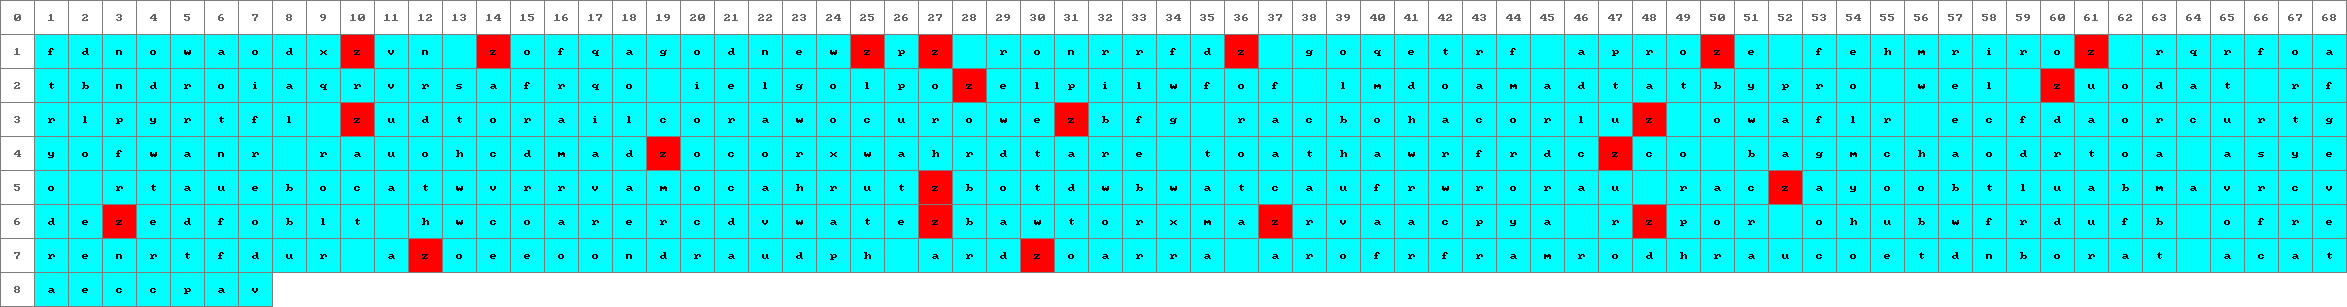 0 1 2 3 4 5 6 7 8 9 10 11 12 13 14 15 16 17 18 19 20 21 22 23 24 25 26 27 28 29 30 31 32 33 34 35 36 37 38 39 40 41 42 43 44 45 46 47 48 49 50 51 52 53 54 55 56 57 58 59 60 61 62 63 64 65 66 67 68
1 f d n o w a o d x z v n z o f q a g o d n e w z p z r o n r r f d z g o q e t r f a p r o z e f e h m r i r o z r q r f o a
2 t b n d r o i a q r v r s a f r q o i e l g o l p o z e l p i l w f o f l m d o a m a d t a t b y p r o w e l z u o d a t r f
3 r l p y r t f l z u d t o r a i l c o r a w o c u r o w e z b f g r a c b o h a c o r l u z o w a f l r e c f d a o r c u r t g
4 y o f w a n r r a u o h c d m a d z o c o r x w a h r d t a r e t o a t h a w r f r d c z c o b a g m c h a o d r t o a a s y e
5 o r t a u e b o c a t w v r r v a m o c a h r u t z b o t d w b w a t c a u f r w r o r a u r a c z a y o o b t l u a b m a v r c v
6 d e z e d f o b l t h w c o a r e r c d v w a t e z b a w t o r x m a z r v a a c p y a r z p o r o h u b w f r d u f b o f r e
7 r e n r t f d u r a z o e e o o n d r a u d p h a r d z o a r r a a r o f r f r a m r o d h r a u c o e t d n b o r a t a c a t
8 a e c c p a v